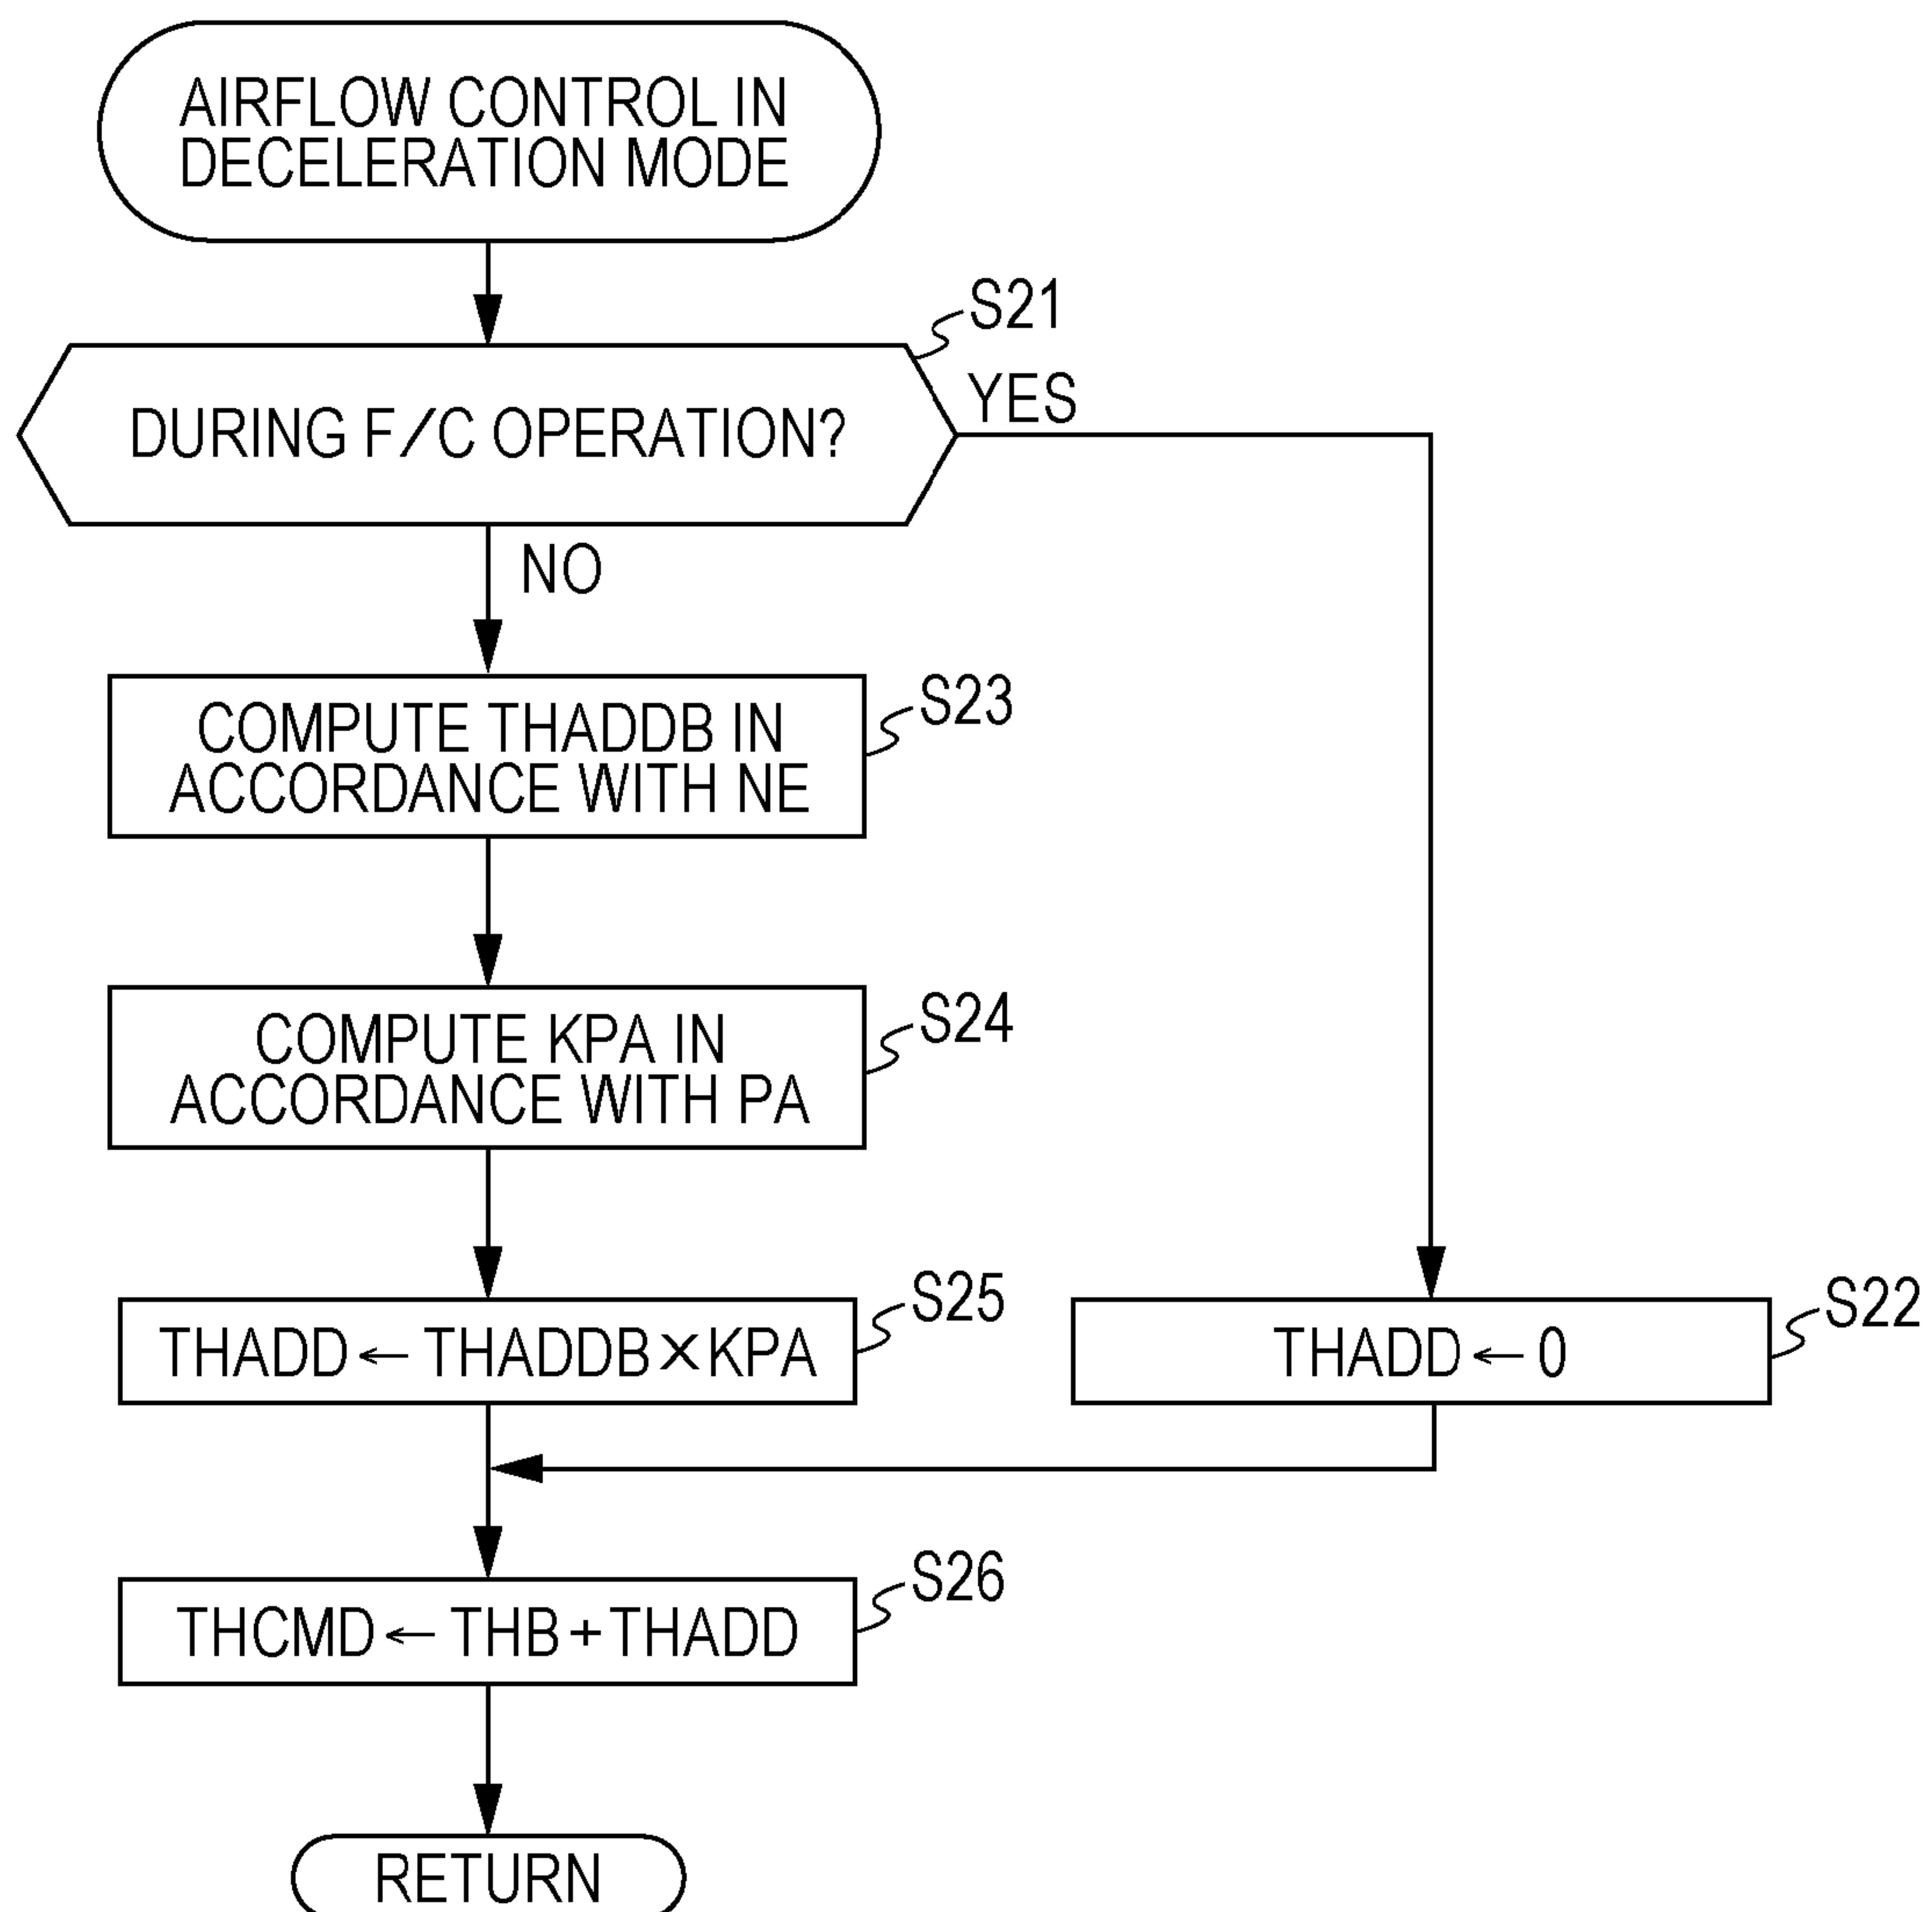 AIRFLOW CONTROL IN
DECELERATION MODE
S21
DURING F/C OPERATION?
YES
NO
S23
COMPUTE THADDB IN
ACCORDANCE WITH NE
S24
COMPUTE KPA IN
ACCORDANCE WITH PA
S25
THADD ← THADDB×KPA
S22
THADD ← 0
S26
THCMD ← THB+THADD
RETURN